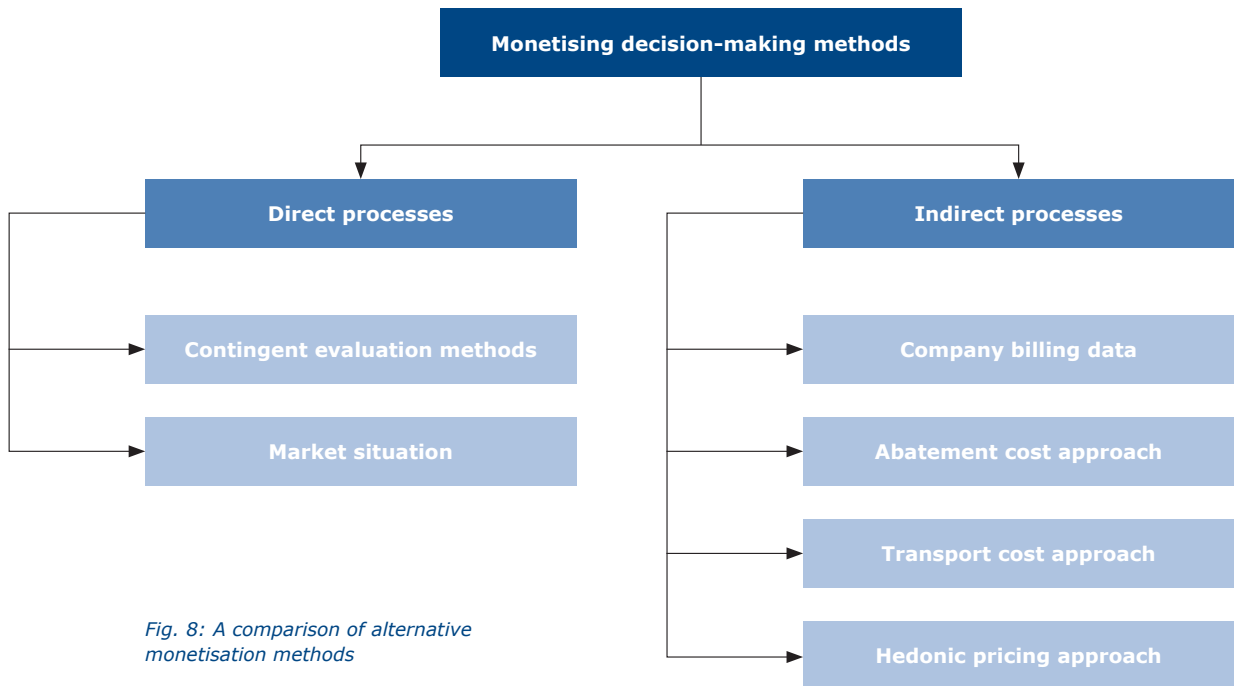 Monetising decision-making methods
Direct processes
Indirect processes
Contingent evaluation methods
Company billing data
Market situation
Abatement cost approach
Transport cost approach
Fig. 8: A comparison of alternative
monetisation methods
Hedonic pricing approach